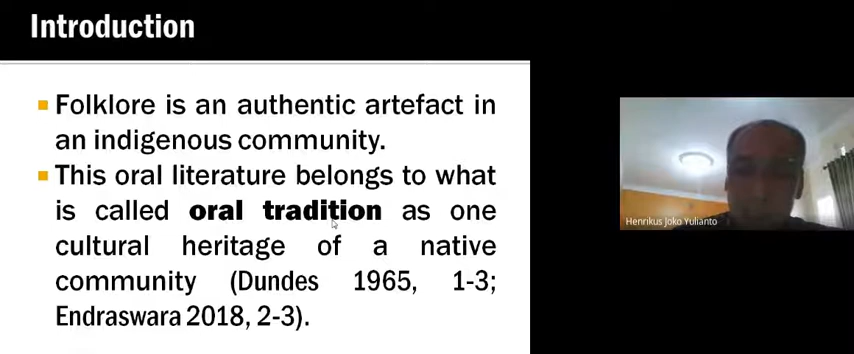 Introduction
Folklore is an authentic artefact in
an indigenous community.
This oral literature belongs to what
is called oral tradition as one
cultural heritage of a native
community (Dundes 1965, 1-3;
Endraswara 2018, 2-3).
Henrikus Joko Yulianto